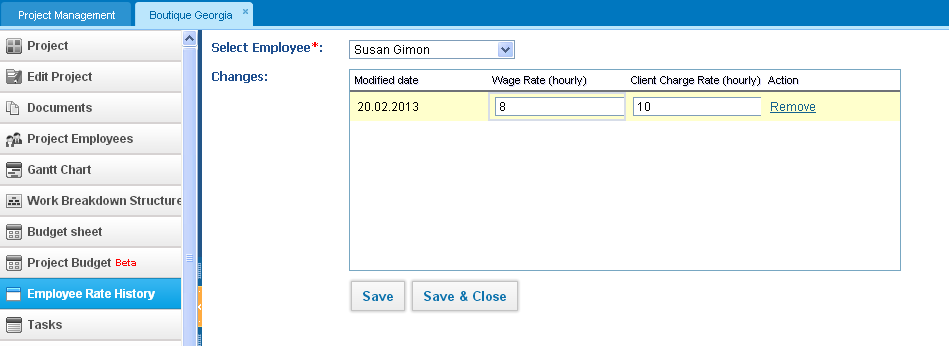 Project Management
Boutique Georgia
Project
Edit Project
Documents
Project Employees
Gantt Chart
Work Breakdown Structure
Budget sheet
Project Budget Beta
Employee Rate History
Tasks
Select Employee*: Susan Gimon
Changes:
Modified date Wage Rate (hourly) Client Charge Rate (hourly) Action
20.02.2013 8 10 Remove
Save Save & Close